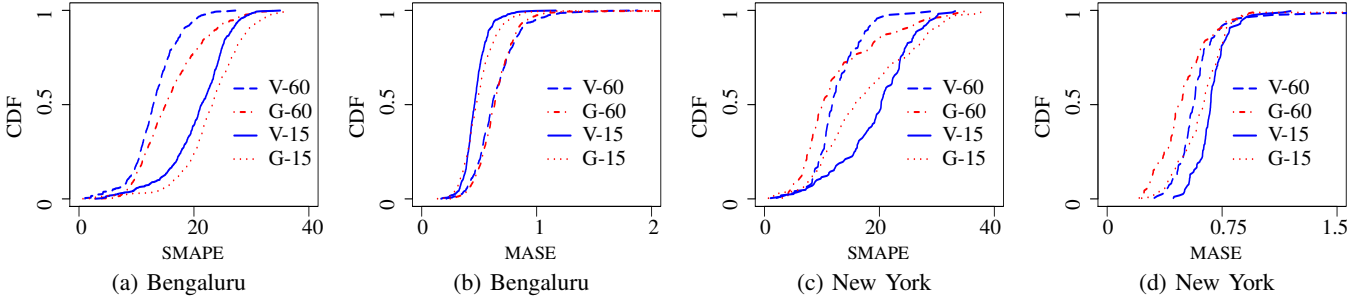 CDF
0 0.5 1
V-60
G-60
V-15
G-15
0 20 40
SMAPE
(a) Bengaluru
CDF
0 0.5 1
V-60
G-60
V-15
G-15
0 1 2
MASE
(b) Bengaluru
CDF
0 0.5 1
V-60
G-60
V-15
G-15
0 20 40
SMAPE
(c) New York
CDF
0 0.5 1
V-60
G-60
V-15
G-15
0 0.75 1.5
MASE
(d) New York